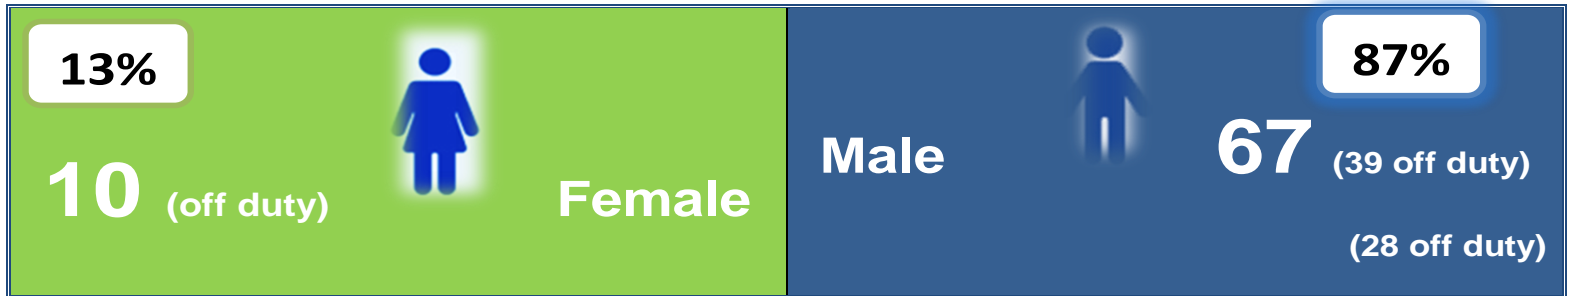 13%
10 (off duty)
Female
87%
Male
67 (39 off duty)
(28 off duty)